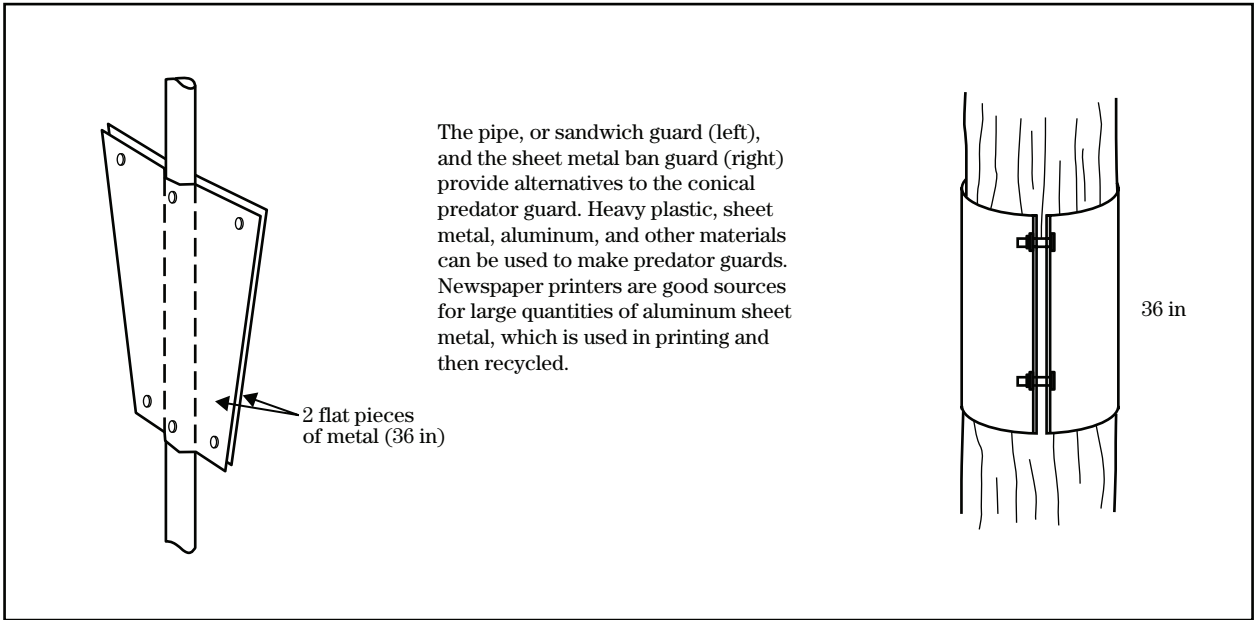 The pipe, or sandwich guard (left),
and the sheet metal ban guard (right)
provide alternatives to the conical
predator guard. Heavy plastic, sheet
metal, aluminum, and other materials
can be used to make predator guards.
Newspaper printers are good sources
for large quantities of aluminum sheet
metal, which is used in printing and
then recycled.
2 flat pieces
of metal (36 in)
36 in